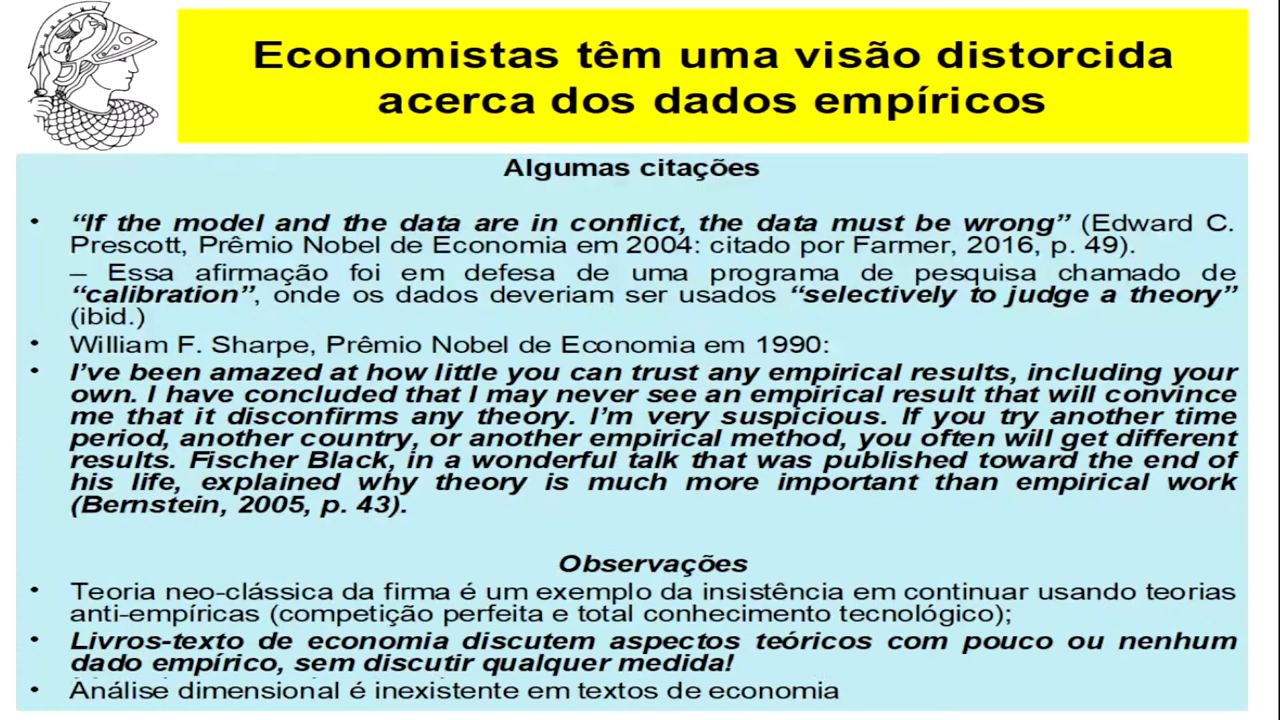 Economistas têm uma visão distorcida
acerca dos dados empíricos
Algumas citações
• “If the model and the data are in conflict, the data must be wrong” (Edward C.
Prescott, Prêmio Nobel de Economia em 2004: citado por Farmer, 2016, p. 49).
– Essa afirmação foi em defesa de uma programa de pesquisa chamado de
“calibration”, onde os dados deveriam ser usados “selectively to judge a theory”
(ibid.)
• William F. Sharpe, Prêmio Nobel de Economia em 1990:
• I’ve been amazed at how little you can trust any empirical results, including your
own. I have concluded that I may never see an empirical result that will convince
me that it disconfirms any theory. I’m very suspicious. If you try another time
period, another country, or another empirical method, you often will get different
results. Fischer Black, in a wonderful talk that was published toward the end of
his life, explained why theory is much more important than empirical work
(Bernstein, 2005, p. 43).
Observações
• Teoria neo-clássica da firma é um exemplo da insistência em continuar usando teorias
anti-empíricas (competição perfeita e total conhecimento tecnológico);
• Livros-texto de economia discutem aspectos teóricos com pouco ou nenhum
dado empírico, sem discutir qualquer medida!
• Análise dimensional é inexistente em textos de economia